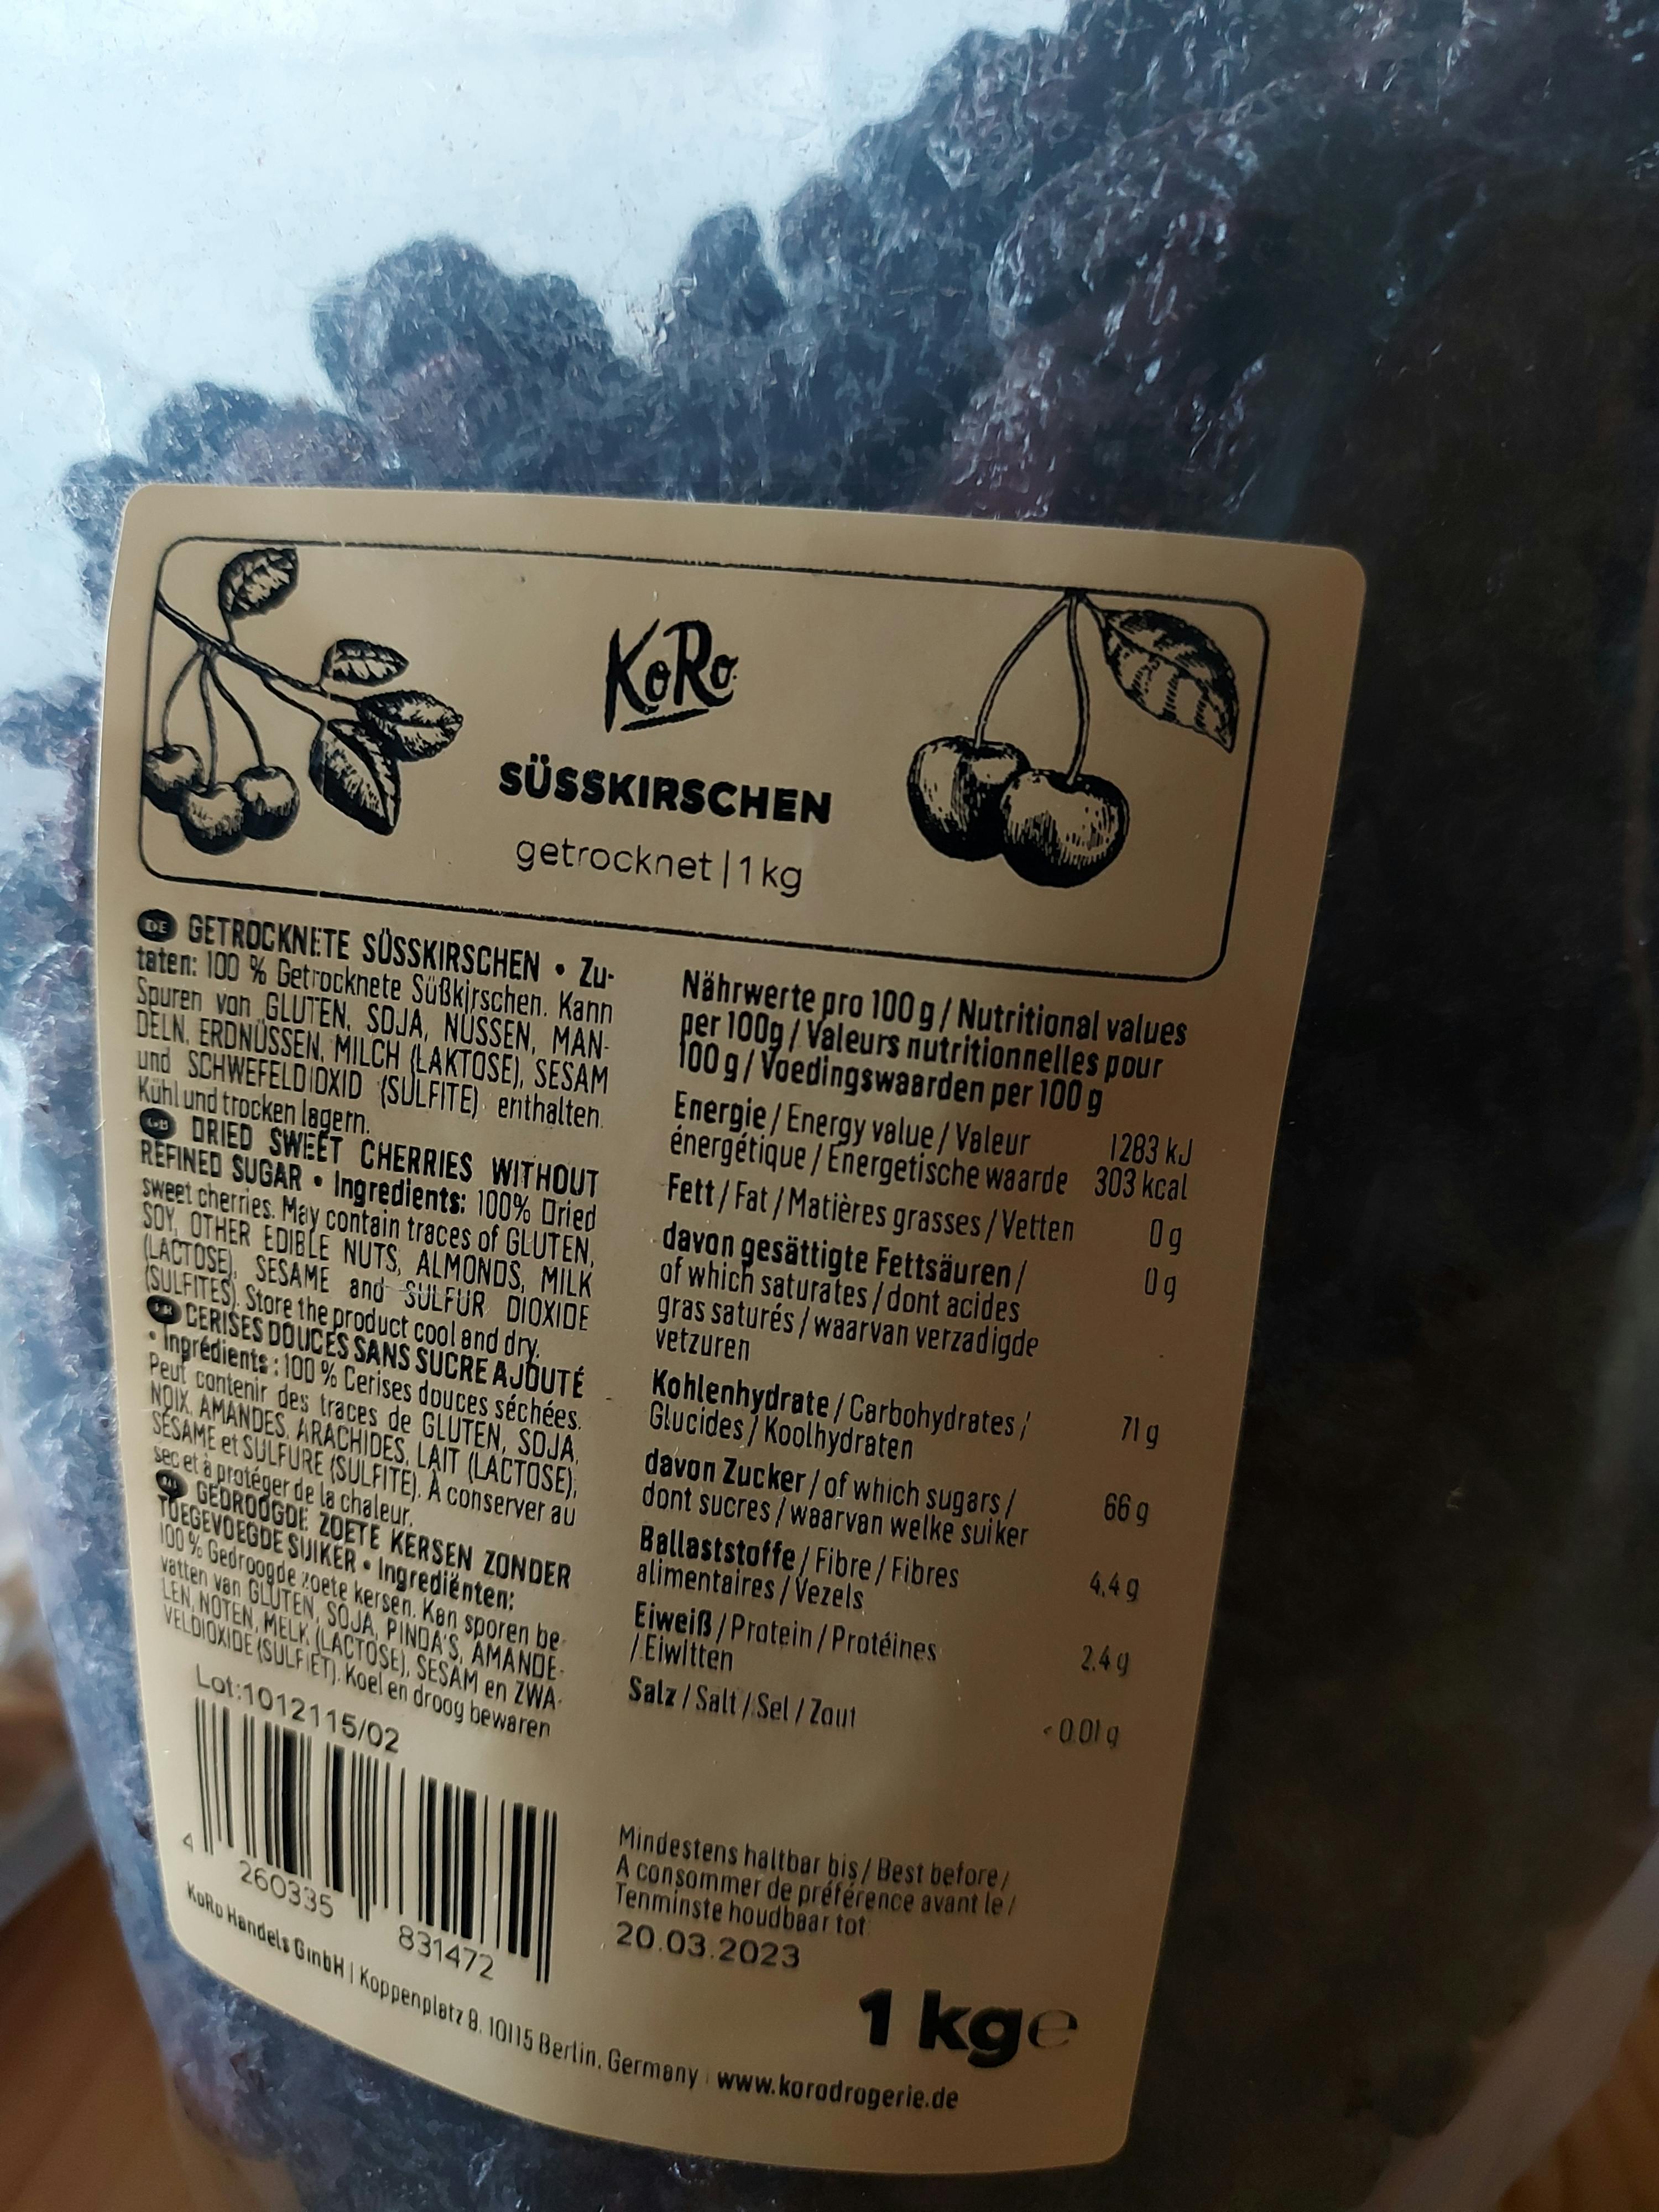 KoRo
SÜSSKIRSCHEN
getrocknet | 1 kg
DE GETROCKNETE SÜSSKIRSCHEN • Zu-
taten: 100 % Getrocknete Süßkirschen. Kann
Spuren von GLUTEN, SOJA, NÜSSEN, MAN-
DELN, ERDNÜSSEN, MILCH (LAKTOSE), SESAM
und SCHWEFELDIOXID (SULFITE) enthalten.
Kühl und trocken lagern.
GB DRIED SWEET CHERRIES WITHOUT
REFINED SUGAR • Ingredients: 100% Dried
sweet cherries. May contain traces of GLUTEN,
SOY, OTHER EDIBLE NUTS, ALMONDS, MILK
(LACTOSE), SESAME and SULFUR DIOXIDE
(SULFITES). Store the product cool and dry.
FR CERISES DOUCES SANS SUCRE AJOUTÉ
• Ingrédients : 100 % Cerises douces séchées.
Peut contenir des traces de GLUTEN, SOJA,
NOIX, AMANDES, ARACHIDES, LAIT (LACTOSE),
SÉSAME et SULFURE (SULFITE). À conserver au
sec et à protéger de la chaleur.
NL GEDROOGDE ZOETE KERSEN ZONDER
TOEGEVOEGDE SUIKER • Ingrediënten:
100 % Gedroogde zoete kersen. Kan sporen be-
vatten van GLUTEN, SOJA, PINDA'S, AMANDE-
LEN, NOTEN, MELK (LACTOSE), SESAM en ZWA-
VELDIOXIDE (SULFIET). Koel en droog bewaren
Lot:1012115/02
4 260335 831472
Nährwerte pro 100 g / Nutritional values
per 100g / Valeurs nutritionnelles pour
100 g / Voedingswaarden per 100 g
Energie / Energy value / Valeur 1283 kJ
énergétique / Energetische waarde 303 kcal
Fett / Fat / Matières grasses / Vetten 0 g
davon gesättigte Fettsäuren / 0 g
of which saturates / dont acides
gras saturés / waarvan verzadigde
vetzuren
Kohlenhydrate / Carbohydrates / 71 g
Glucides / Koolhydraten
davon Zucker / of which sugars / 66 g
dont sucres / waarvan welke suiker
Ballaststoffe / Fibre / Fibres 4,4 g
alimentaires / Vezels
Eiweiß / Protein / Protéines 2,4 g
/ Eiwitten
Salz / Salt / Sel / Zout < 0,01 g
Mindestens haltbar bis / Best before /
A consommer de préférence avant le /
Tenminste houdbaar tot:
20.03.2023
1 kg e
KoRo Handels GmbH | Koppenplatz 9, 10115 Berlin, Germany | www.korodrogerie.de